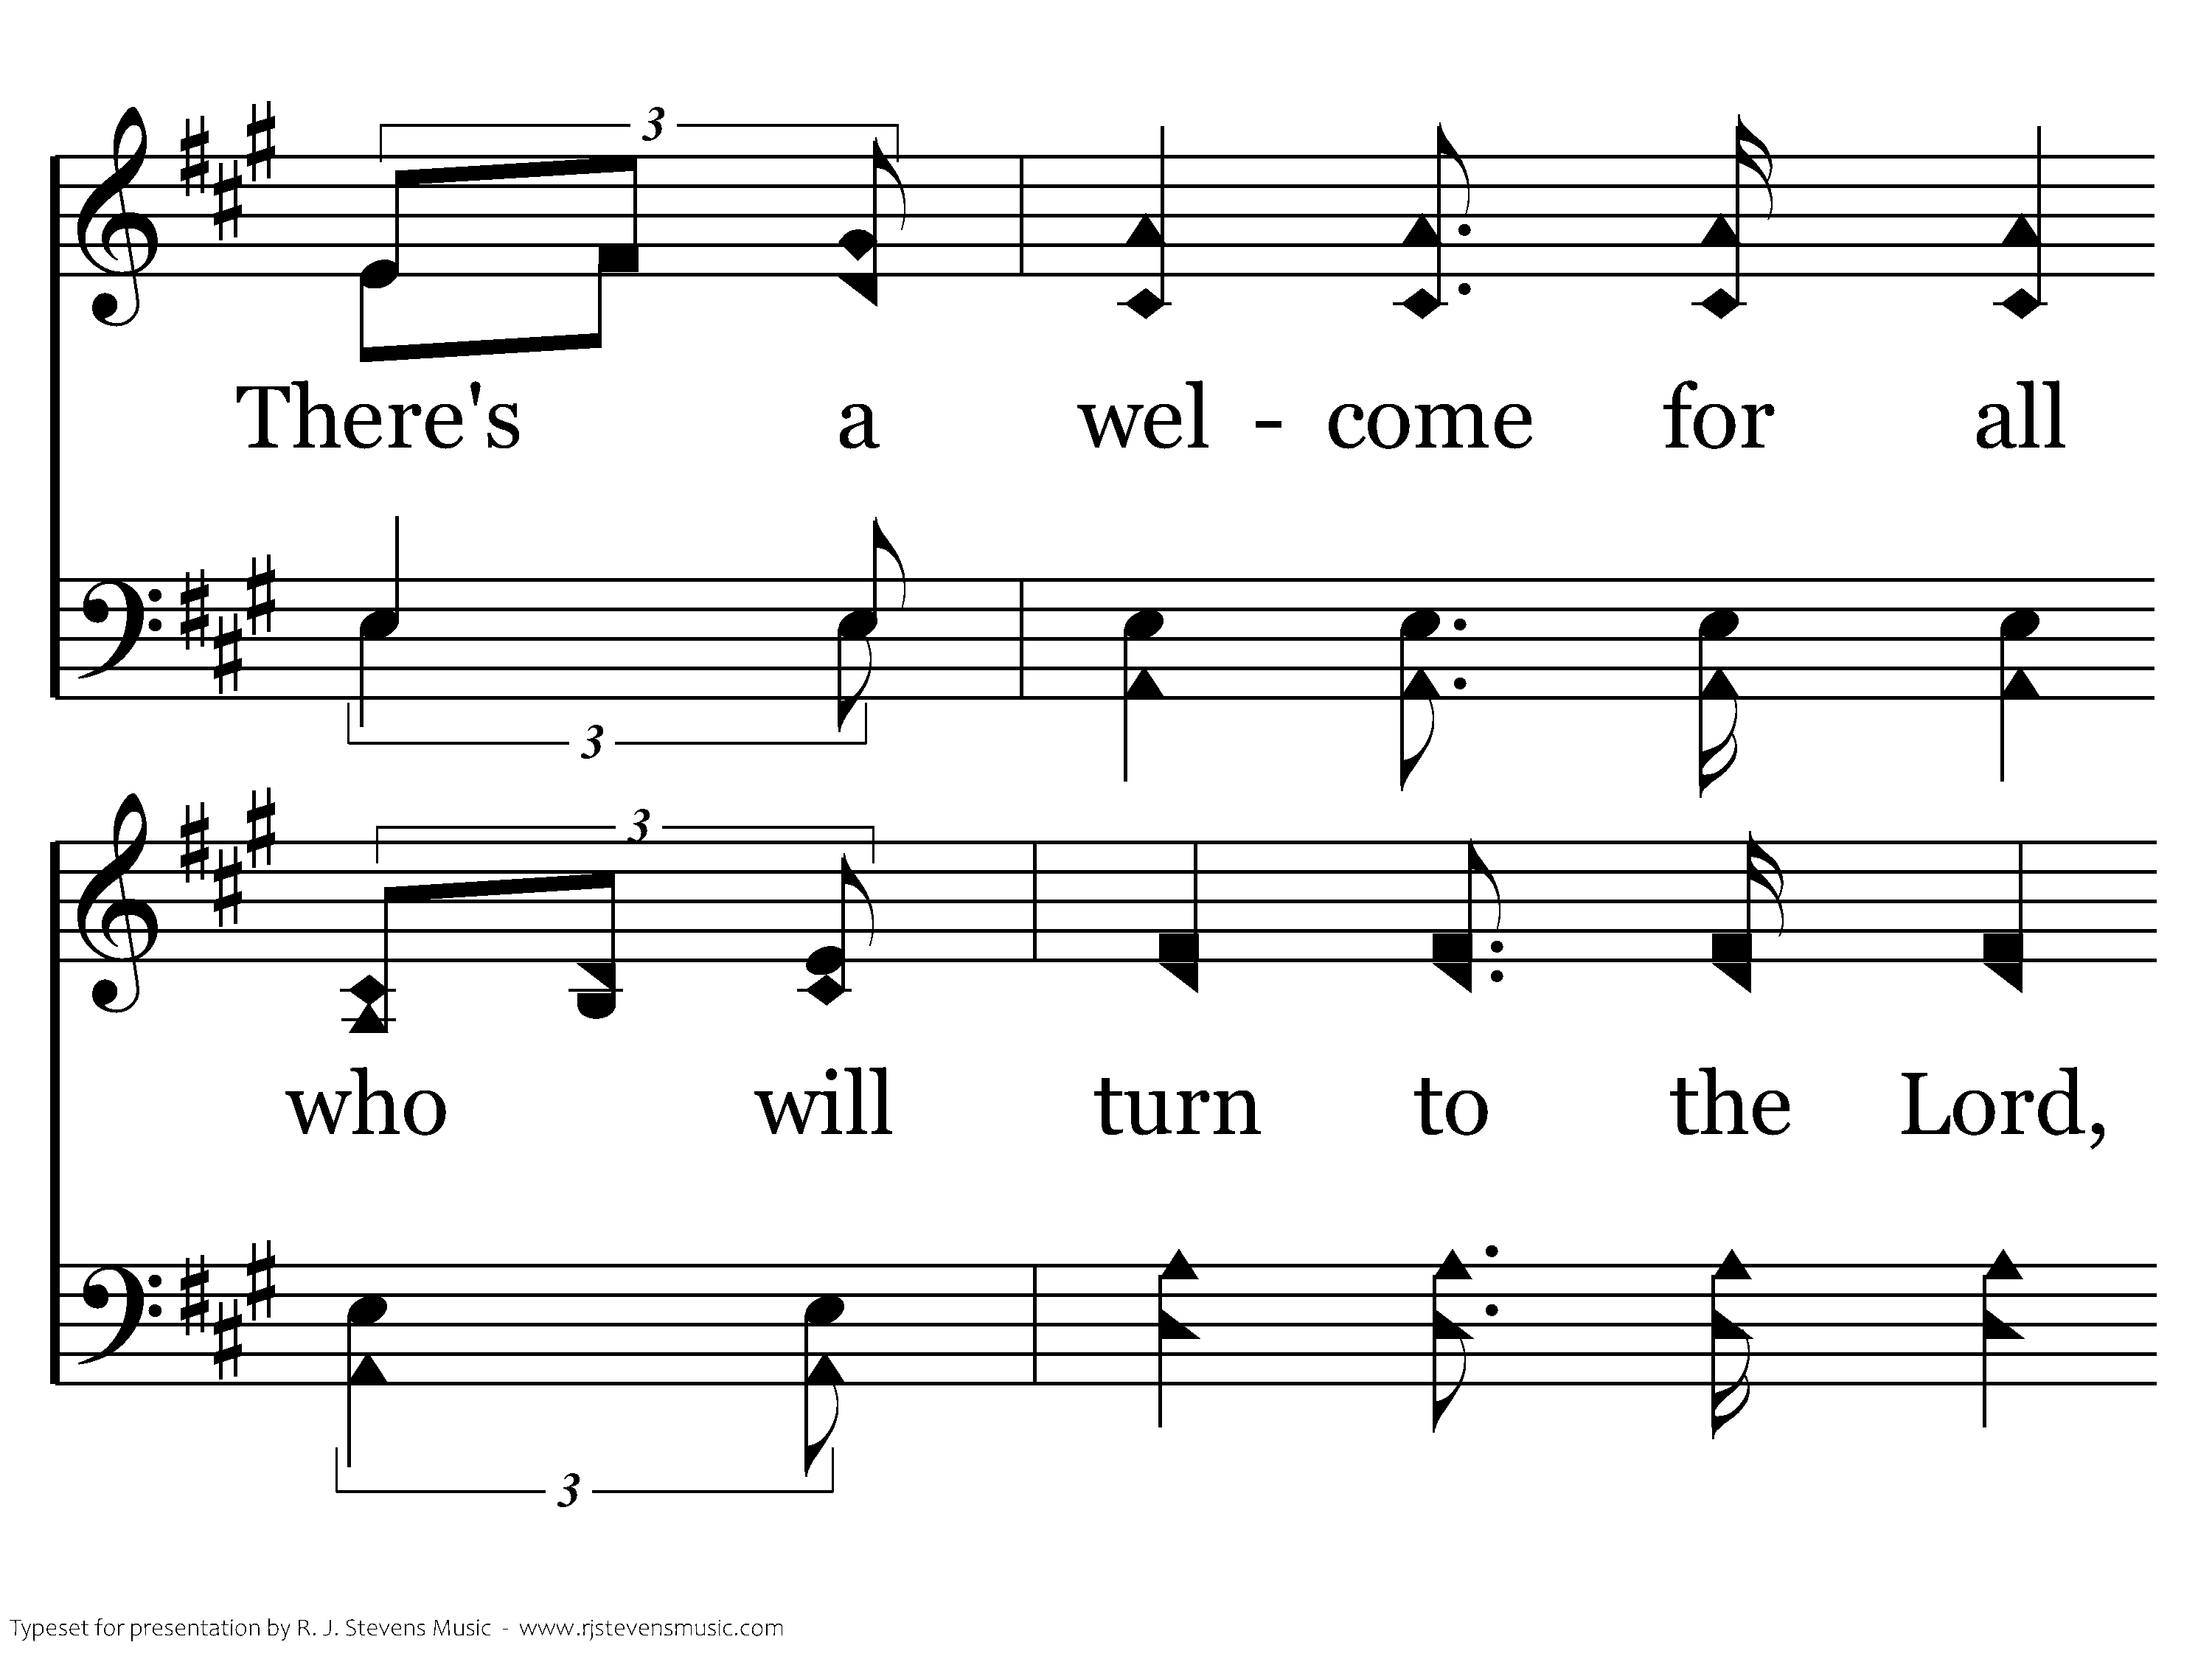 3
There's a wel - come for all
3
3
who will turn to the Lord,
3
Typeset for presentation by R. J. Stevens Music - www.rjstevensmusic.com